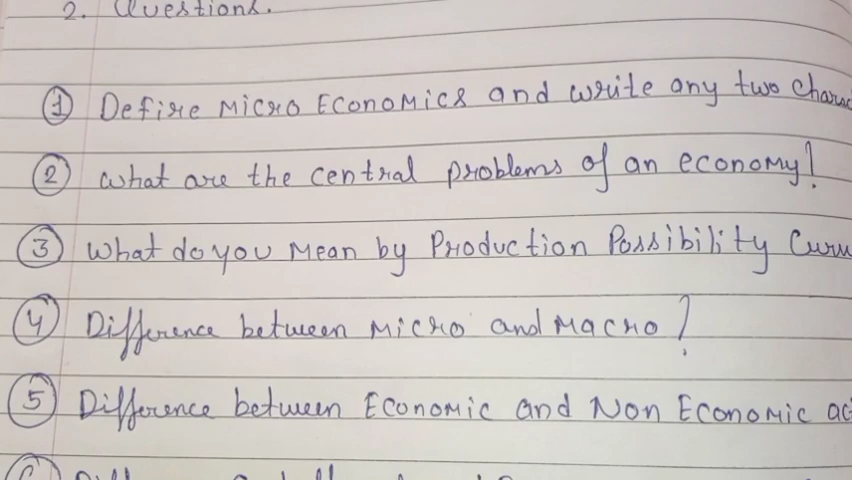 2. Questions.
① Define Micro Economics and write any two
② What are the central problems of an economy?
③ What do you Mean by Production Possibility
④ Difference between Micro and Macro?
⑤ Difference between Economic and Non Economic